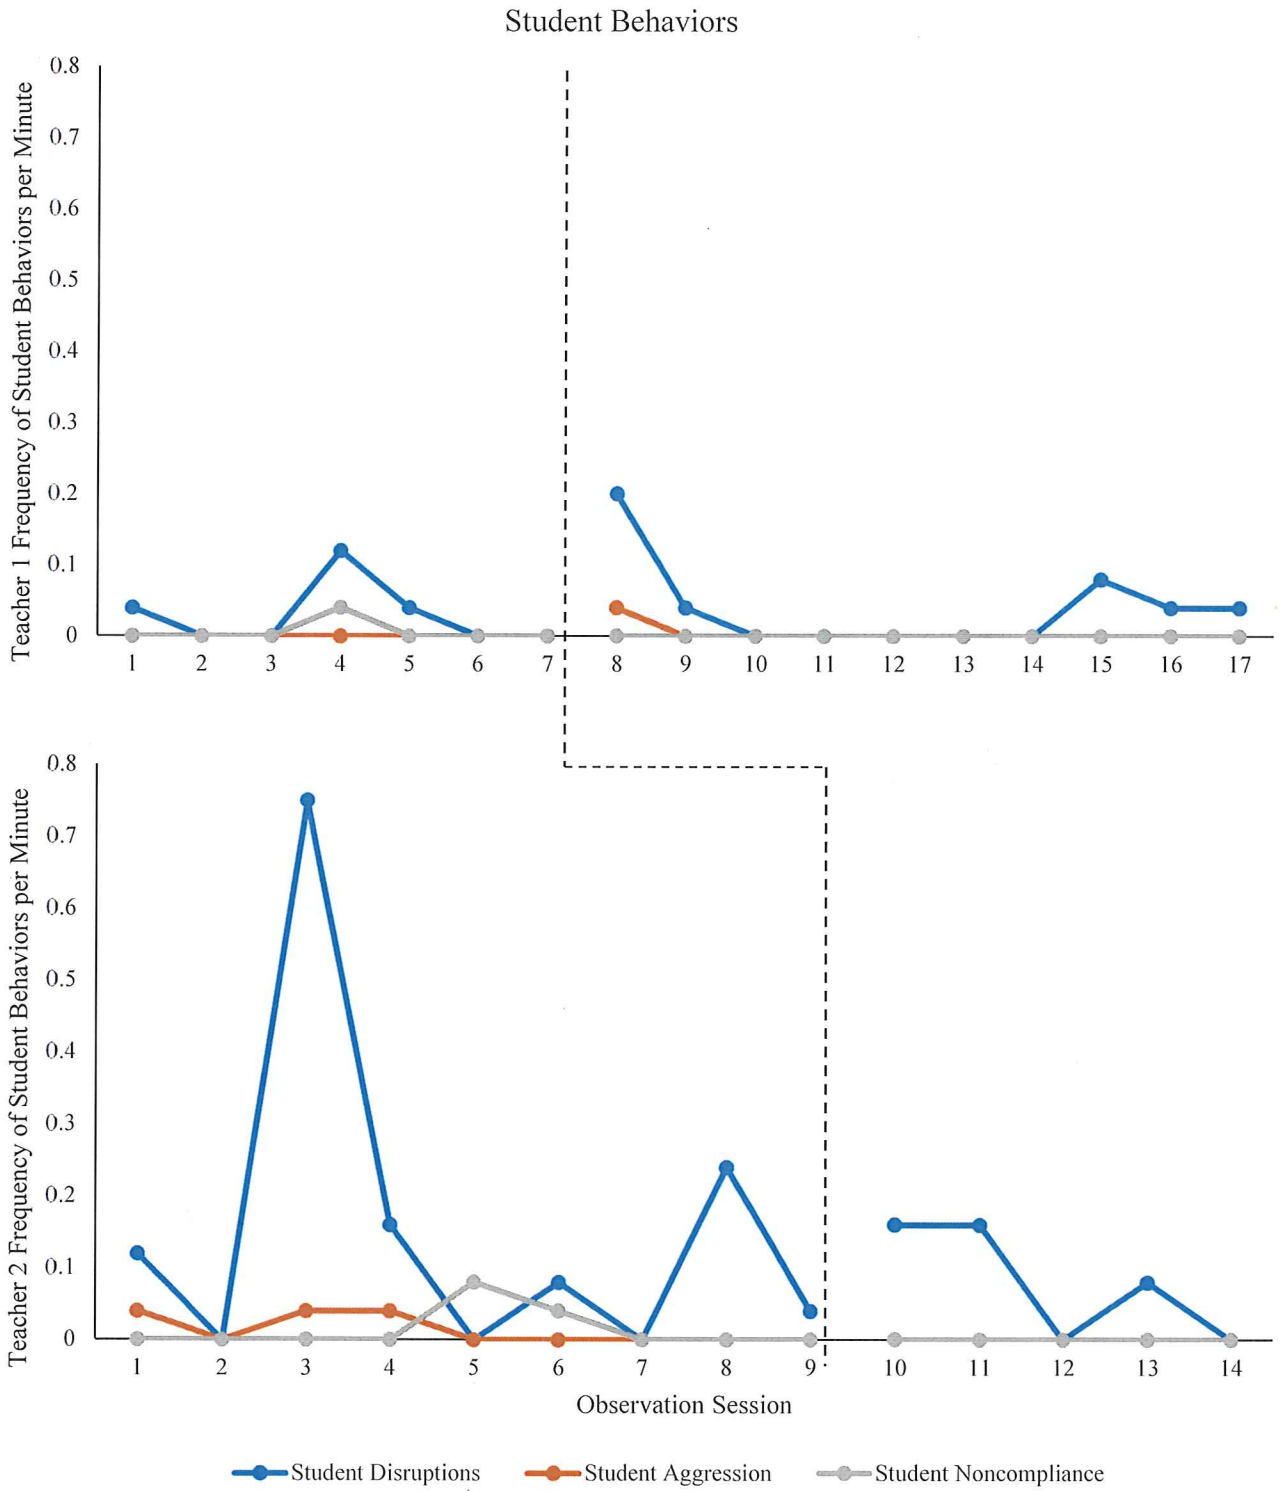 Student Behaviors
Teacher 1 Frequency of Student Behaviors per Minute
0.8
0.7
0.6
0.5
0.4
0.3
0.2
0.1
0
1 2 3 4 5 6 7 8 9 10 11 12 13 14 15 16 17
Teacher 2 Frequency of Student Behaviors per Minute
0.8
0.7
0.6
0.5
0.4
0.3
0.2
0.1
0
1 2 3 4 5 6 7 8 9 10 11 12 13 14
Observation Session
Student Disruptions Student Aggression Student Noncompliance